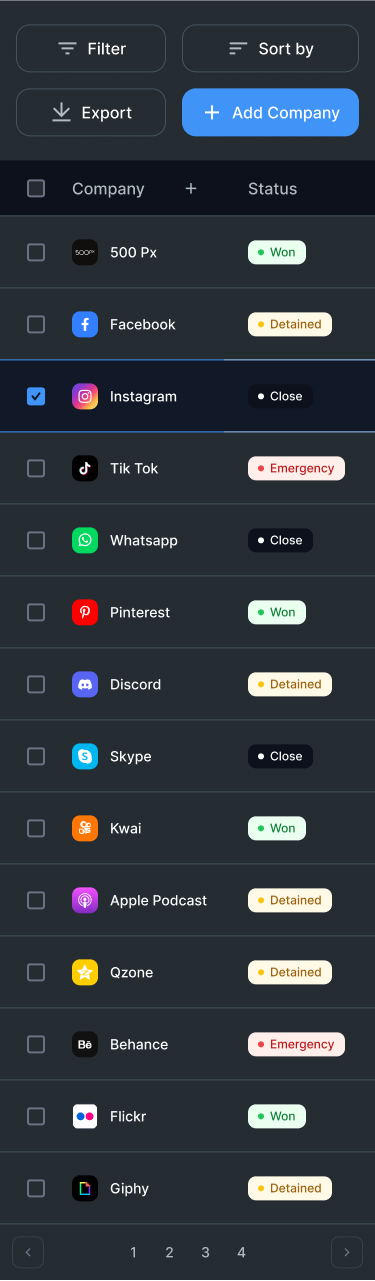 Filter Sort by
Export Add Company
Company + Status
500px 500 Px Won
Facebook Detained
Instagram Close
Tik Tok Emergency
Whatsapp Close
Pinterest Won
Discord Detained
Skype Close
Kwai Won
Apple Podcast Detained
Qzone Detained
Bē Behance Emergency
Flickr Won
Giphy Detained
1 2 3 4